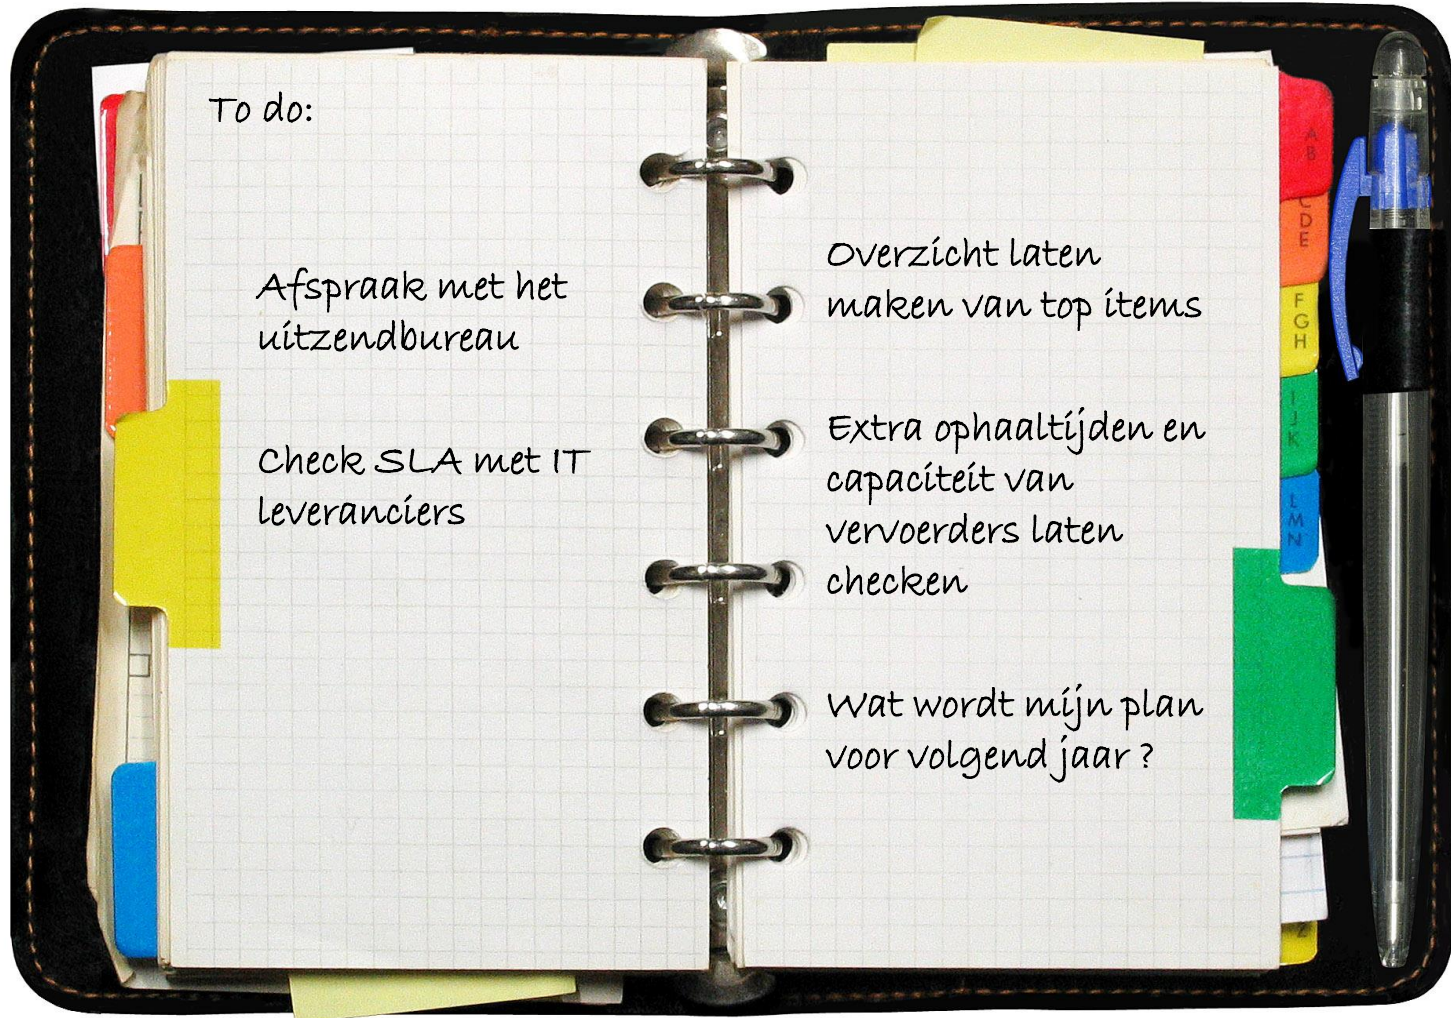 To do:
Afspraak met het
uitzendbureau
Check SLA met IT
leveranciers
Overzicht laten
maken van top items
Extra ophaaltijden en
capaciteit van
vervoerders laten
checken
Wat wordt mijn plan
voor volgend jaar ?
A
B
C
D
E
F
G
H
I
J
K
L
M
N
Z